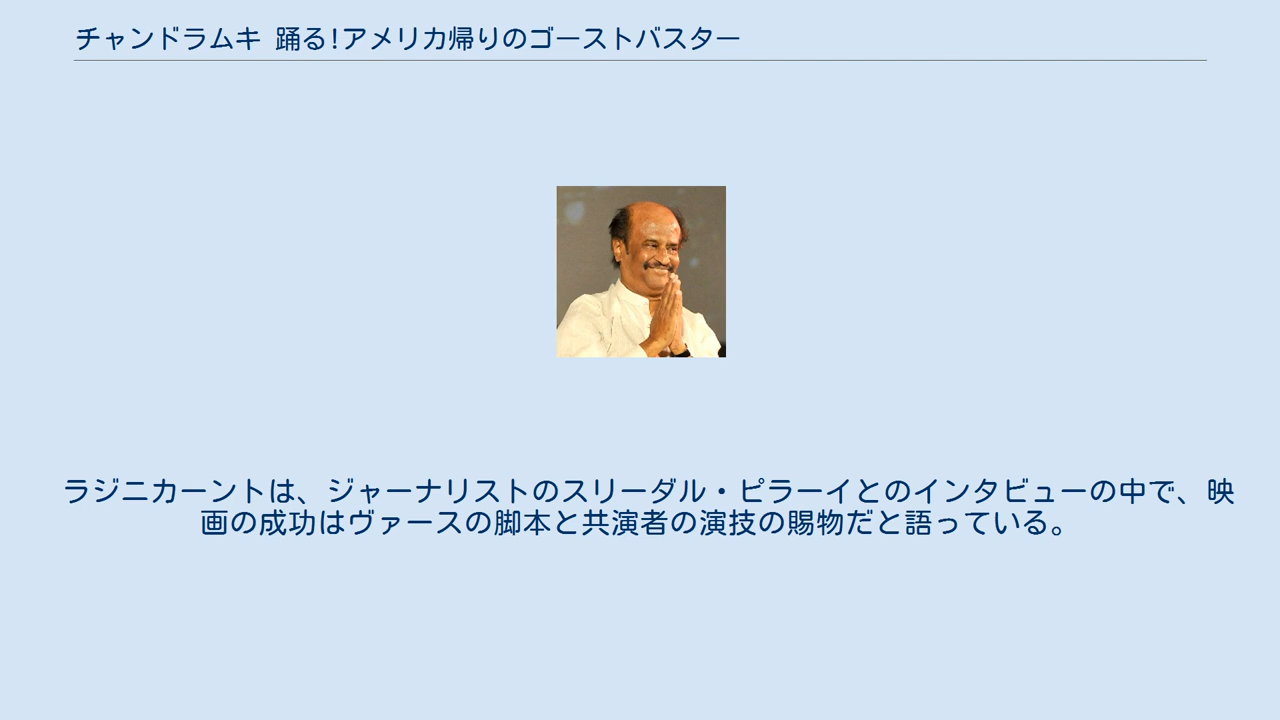 チャンドラムキ 踊る!アメリカ帰りのゴーストバスター
ラジニカーントは、ジャーナリストのスリーダル・ピラーイとのインタビューの中で、映
画の成功はヴァースの脚本と共演者の演技の賜物だと語っている。